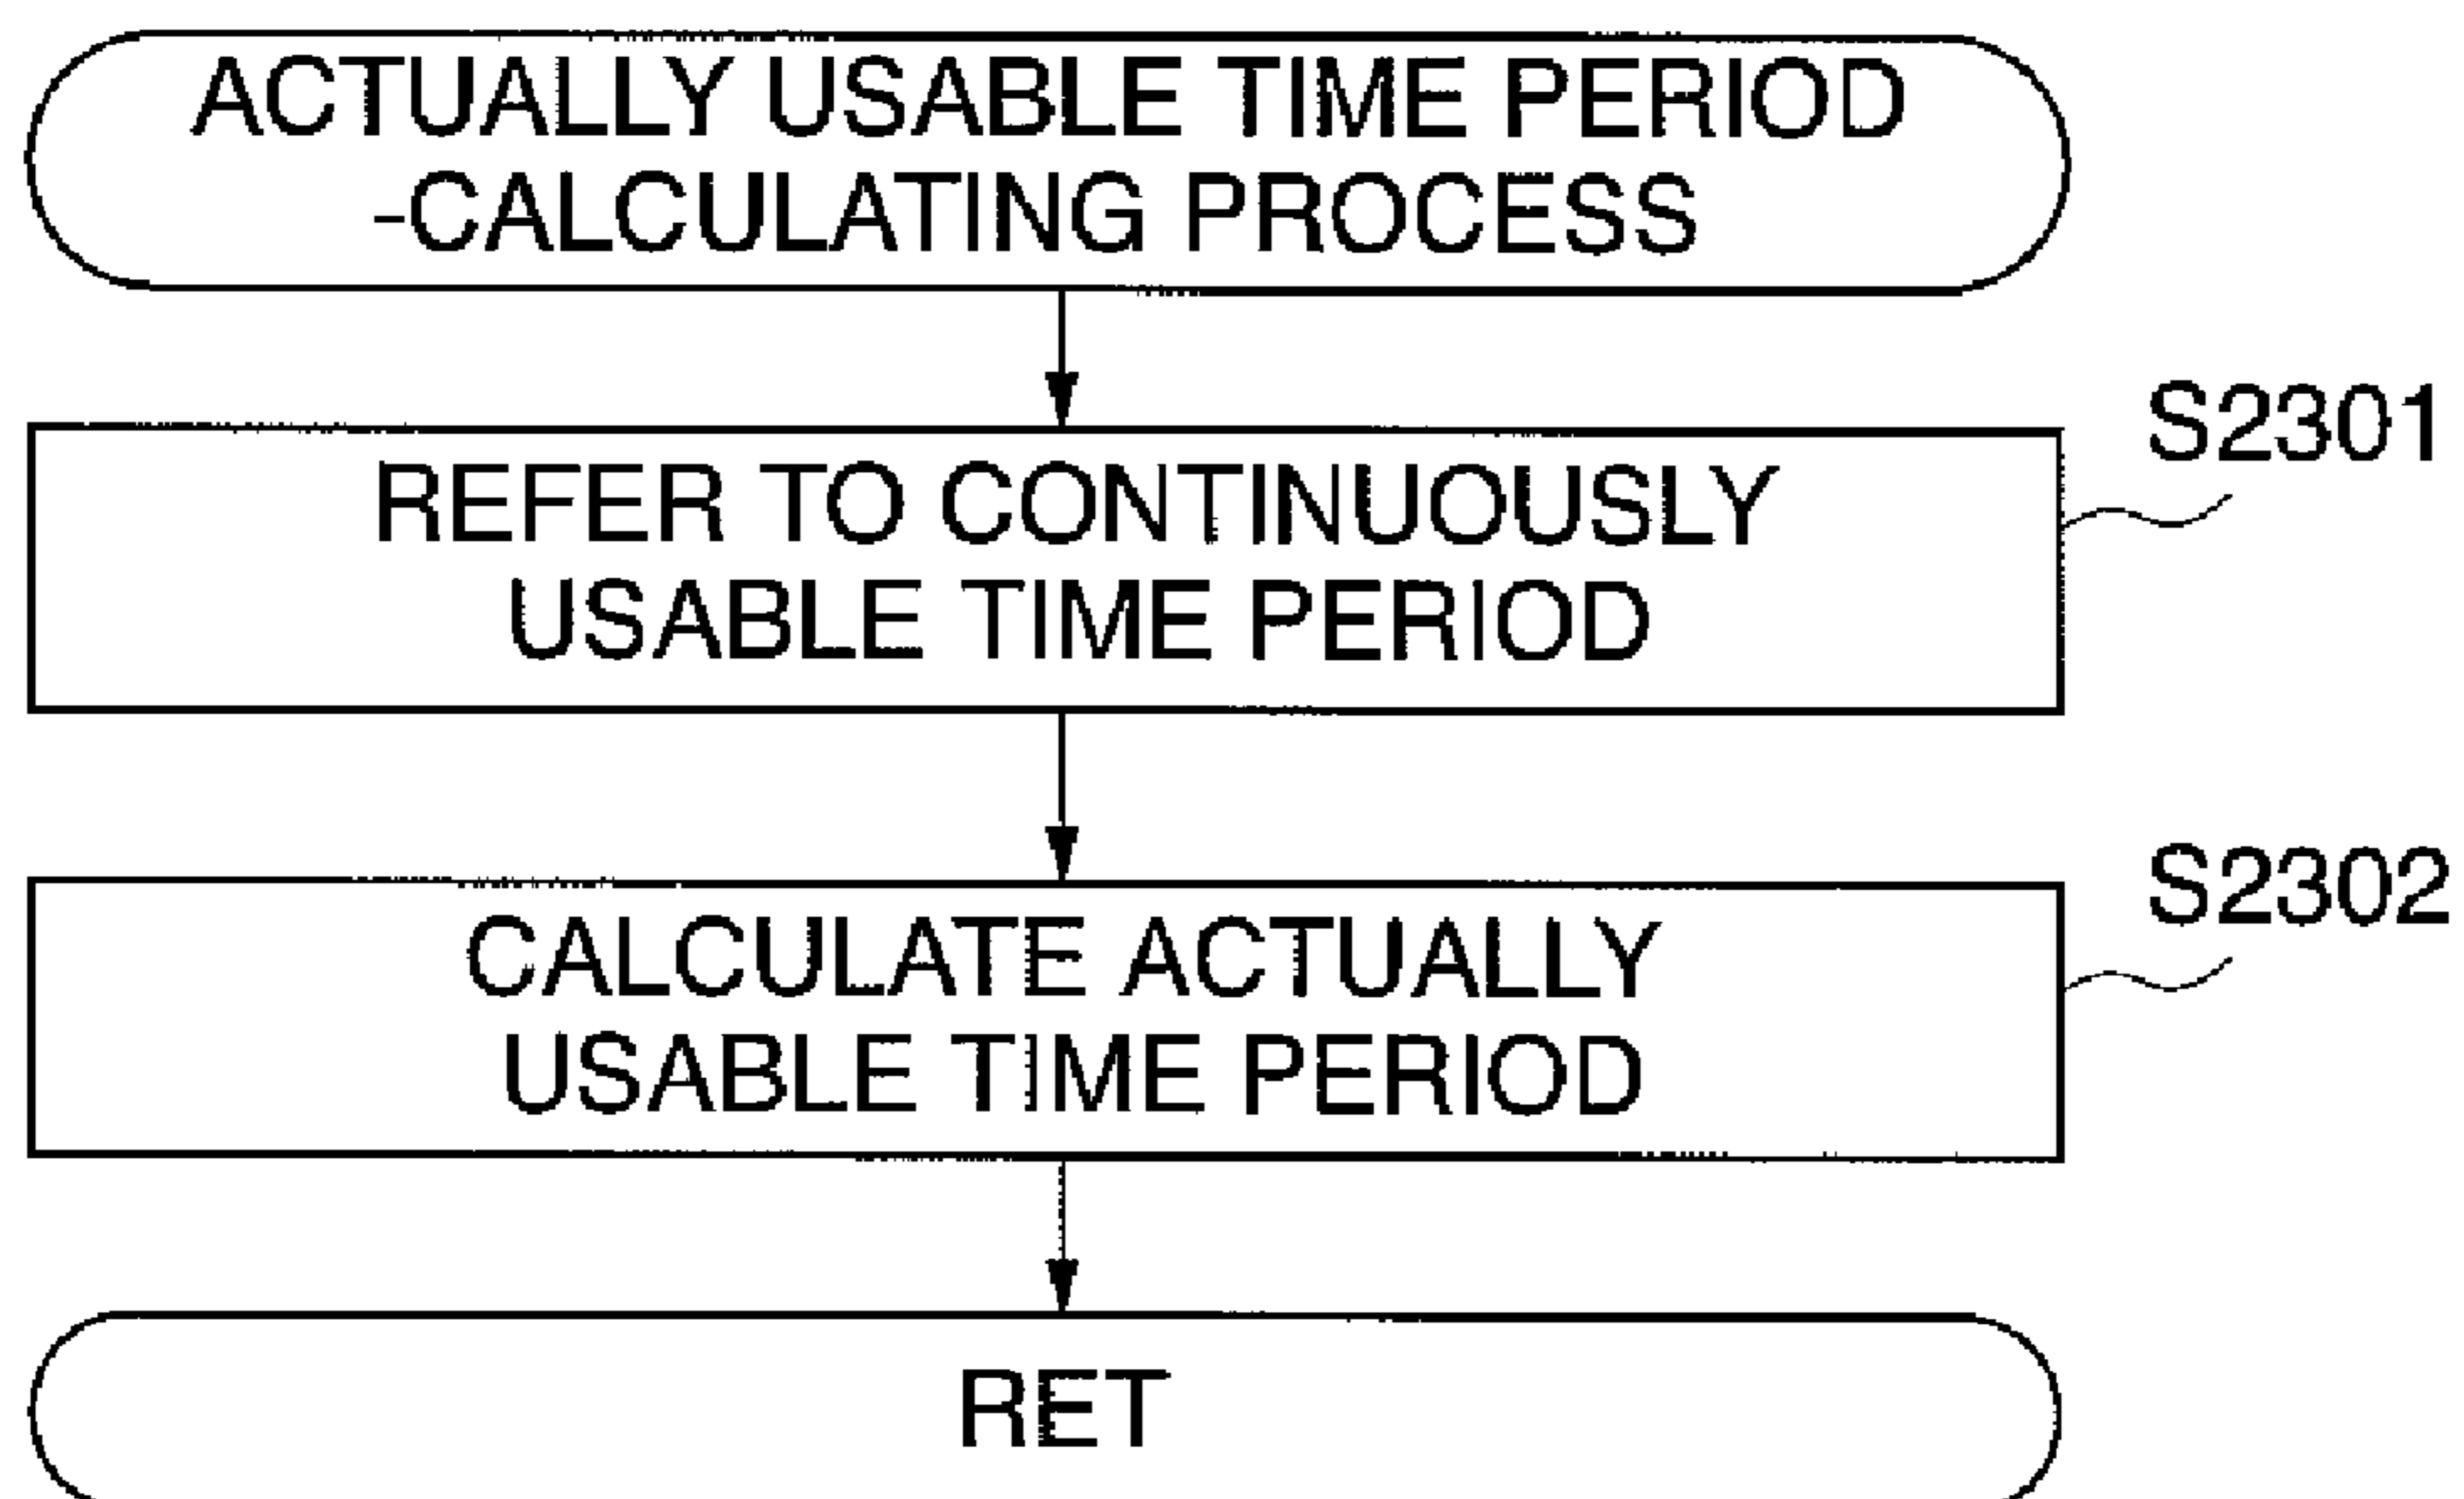 ACTUALLY USABLE TIME PERIOD
-CALCULATING PROCESS
S2301
REFER TO CONTINUOUSLY
USABLE TIME PERIOD
S2302
CALCULATE ACTUALLY
USABLE TIME PERIOD
RET